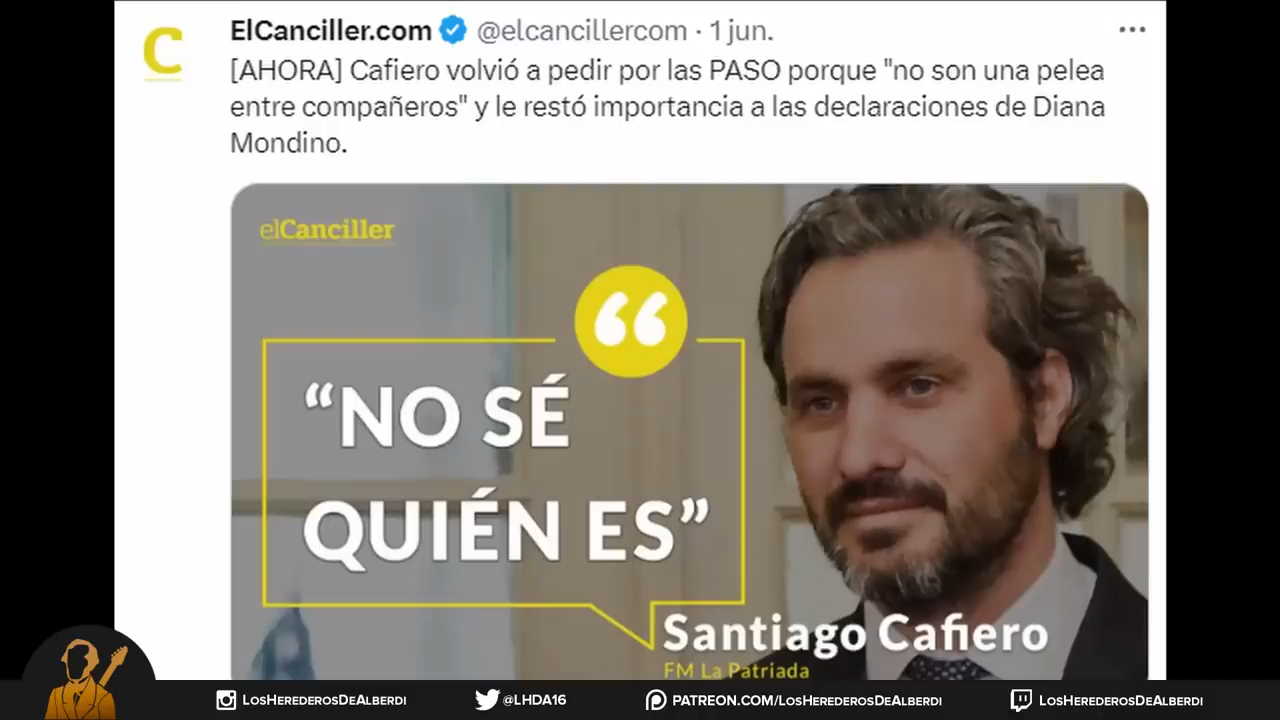 ElCanciller.com @elcancillercom · 1 jun.
[AHORA] Cafiero volvió a pedir por las PASO porque "no son una pelea
entre compañeros" y le restó importancia a las declaraciones de Diana
Mondino.
elCanciller
“NO SÉ
QUIÉN ES”
Santiago Cafiero
FM La Patriada
LosHerederosDeAlberdi @LHDA16 patreon.com/LosHerederosDeAlberdi LosHerederosDeAlberdi